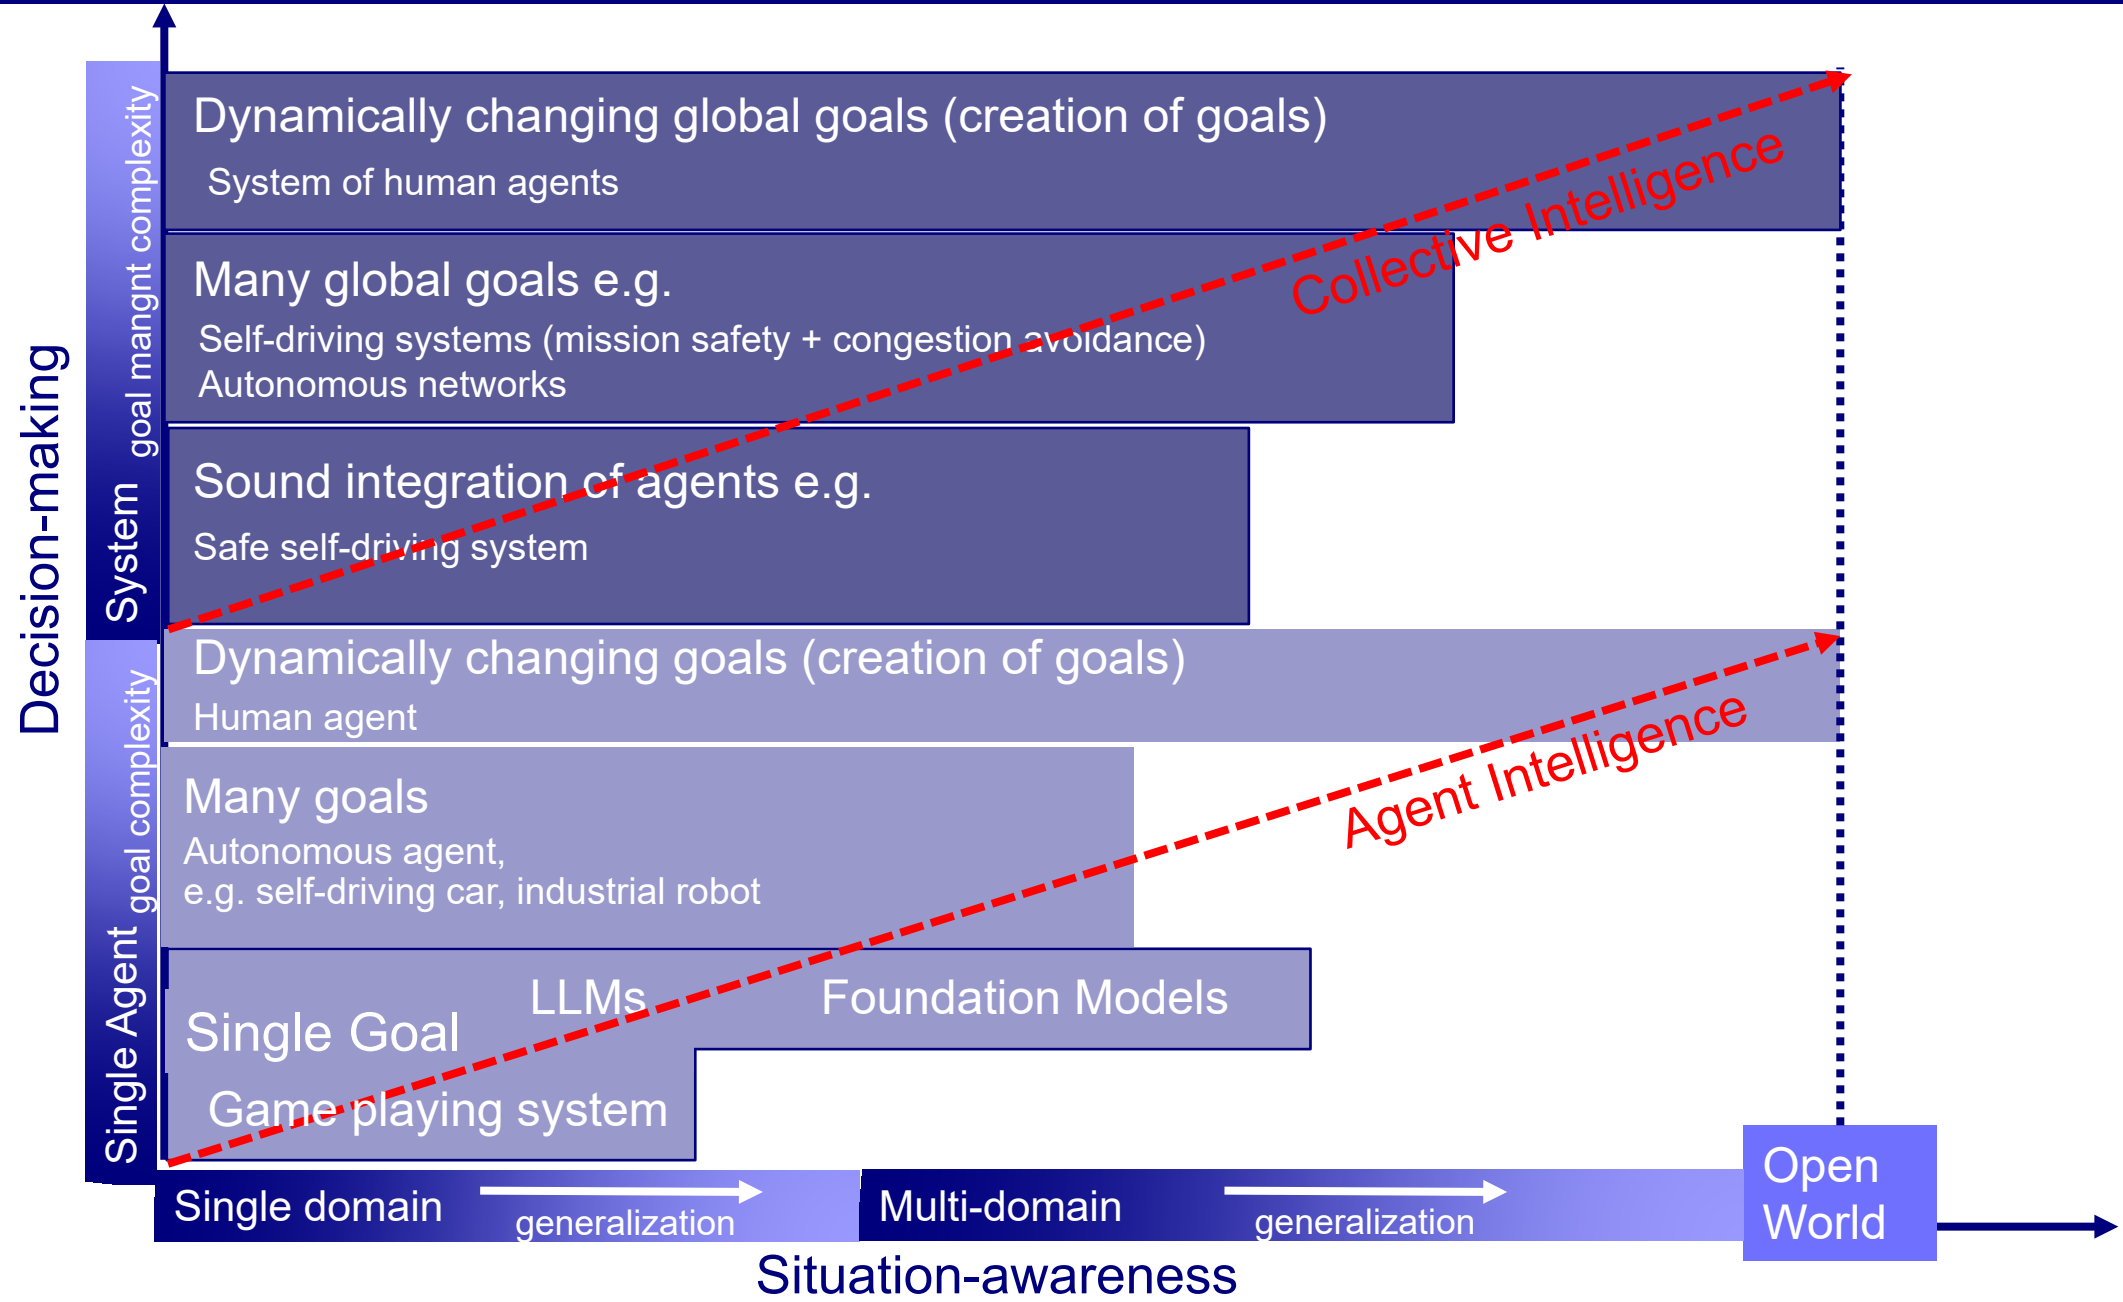 Dynamically changing global goals (creation of goals)
System of human agents
Many global goals e.g.
Self-driving systems (mission safety + congestion avoidance)
Autonomous networks
Collective Intelligence
Sound integration of agents e.g.
Safe self-driving system
Dynamically changing goals (creation of goals)
Human agent
Many goals
Autonomous agent,
e.g. self-driving car, industrial robot
Agent Intelligence
LLMs
Foundation Models
Single Goal
Game playing system
Decision-making
System goal mangnt complexity
Single Agent goal complexity
Single domain
generalization
Multi-domain
generalization
Open
World
Situation-awareness